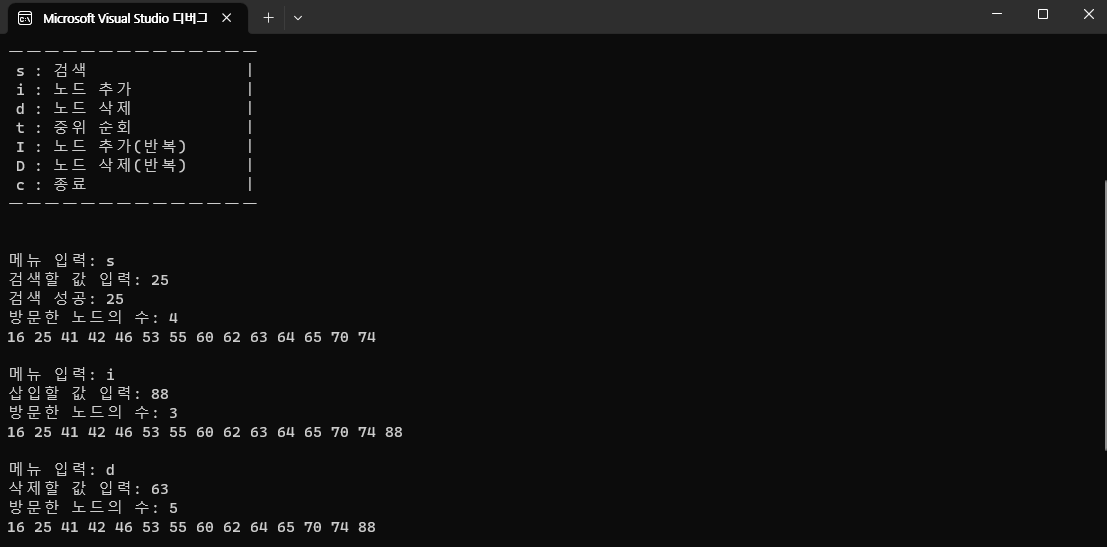 Microsoft Visual Studio 디버그
s : 검색 |
i : 노드 추가 |
d : 노드 삭제 |
t : 중위 순회 |
I : 노드 추가(반복) |
D : 노드 삭제(반복) |
c : 종료 |
메뉴 입력: s
검색할 값 입력: 25
검색 성공: 25
방문한 노드의 수: 4
16 25 41 42 46 53 55 60 62 63 64 65 70 74
메뉴 입력: i
삽입할 값 입력: 88
방문한 노드의 수: 3
16 25 41 42 46 53 55 60 62 63 64 65 70 74 88
메뉴 입력: d
삭제할 값 입력: 63
방문한 노드의 수: 5
16 25 41 42 46 53 55 60 62 64 65 70 74 88